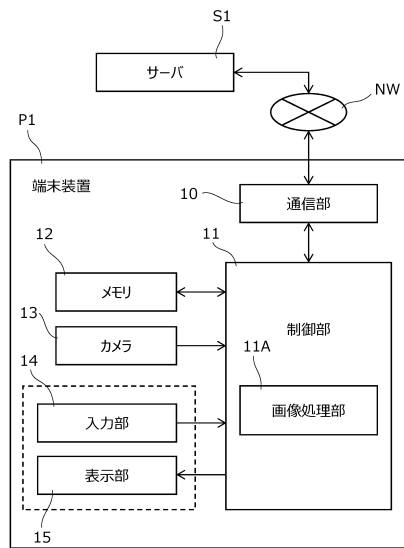 S1
サーバ
NW
P1
端末装置
10
通信部
11
12
メモリ
制御部
13
カメラ
11A
画像処理部
14
入力部
表示部
15